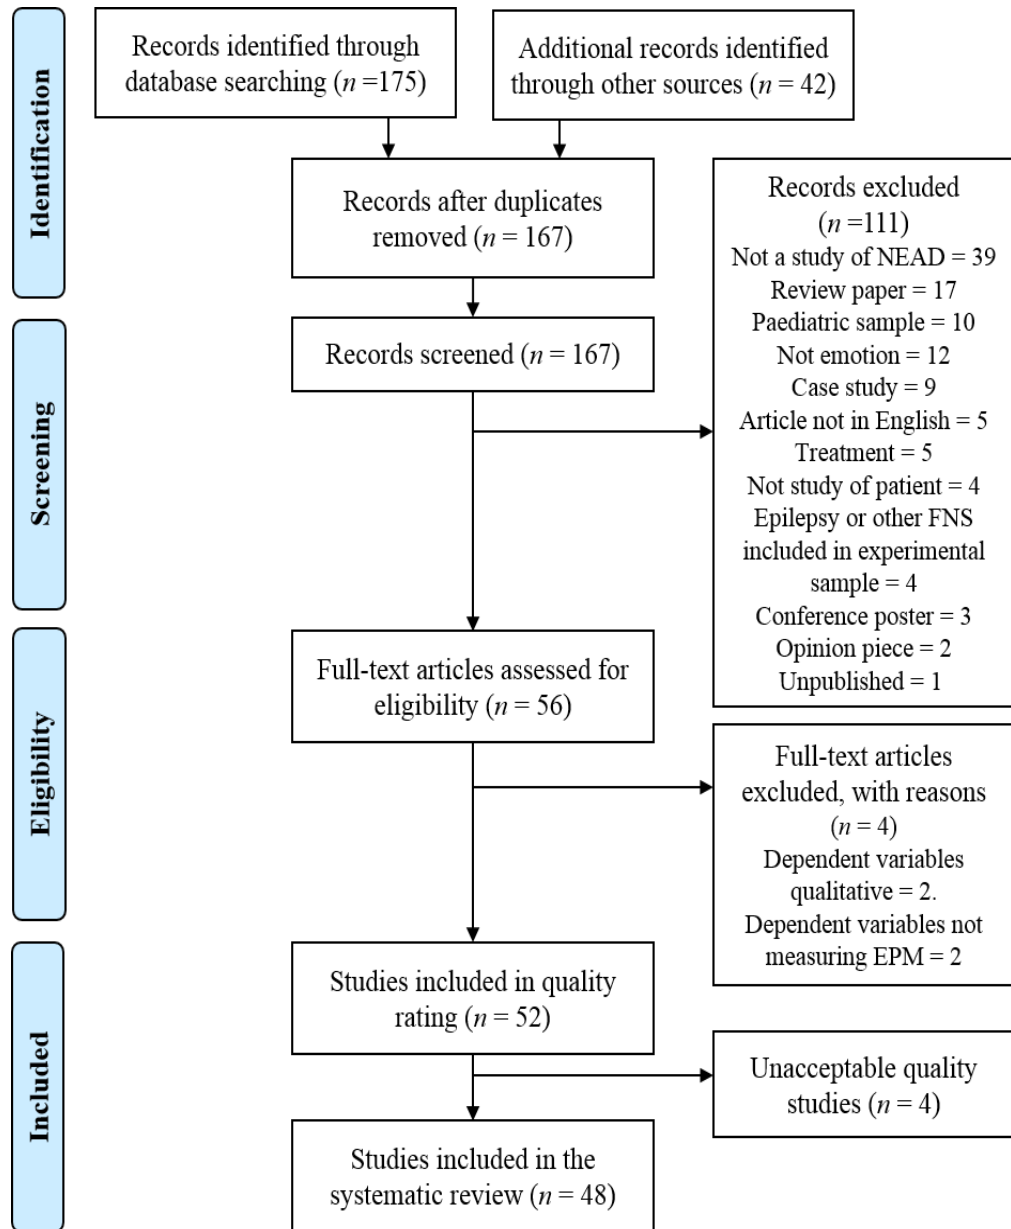 Identification
Records identified through
database searching (n =175)
Additional records identified
through other sources (n = 42)
Records after duplicates
removed (n = 167)
Screening
Records screened (n = 167)
Records excluded
(n =111)
Not a study of NEAD = 39
Review paper = 17
Paediatric sample = 10
Not emotion = 12
Case study = 9
Article not in English = 5
Treatment = 5
Not study of patient = 4
Epilepsy or other FNS
included in experimental
sample = 4
Conference poster = 3
Opinion piece = 2
Unpublished = 1
Eligibility
Full-text articles assessed for
eligibility (n = 56)
Full-text articles
excluded, with reasons
(n = 4)
Dependent variables
qualitative = 2.
Dependent variables not
measuring EPM = 2
Included
Studies included in quality
rating (n = 52)
Unacceptable quality
studies (n = 4)
Studies included in the
systematic review (n = 48)